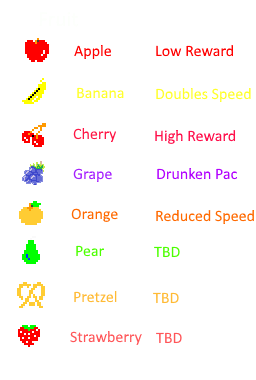 Apple Low Reward
Banana Doubles Speed
Cherry High Reward
Grape Drunken Pac
Orange Reduced Speed
Pear TBD
Pretzel TBD
Strawberry TBD